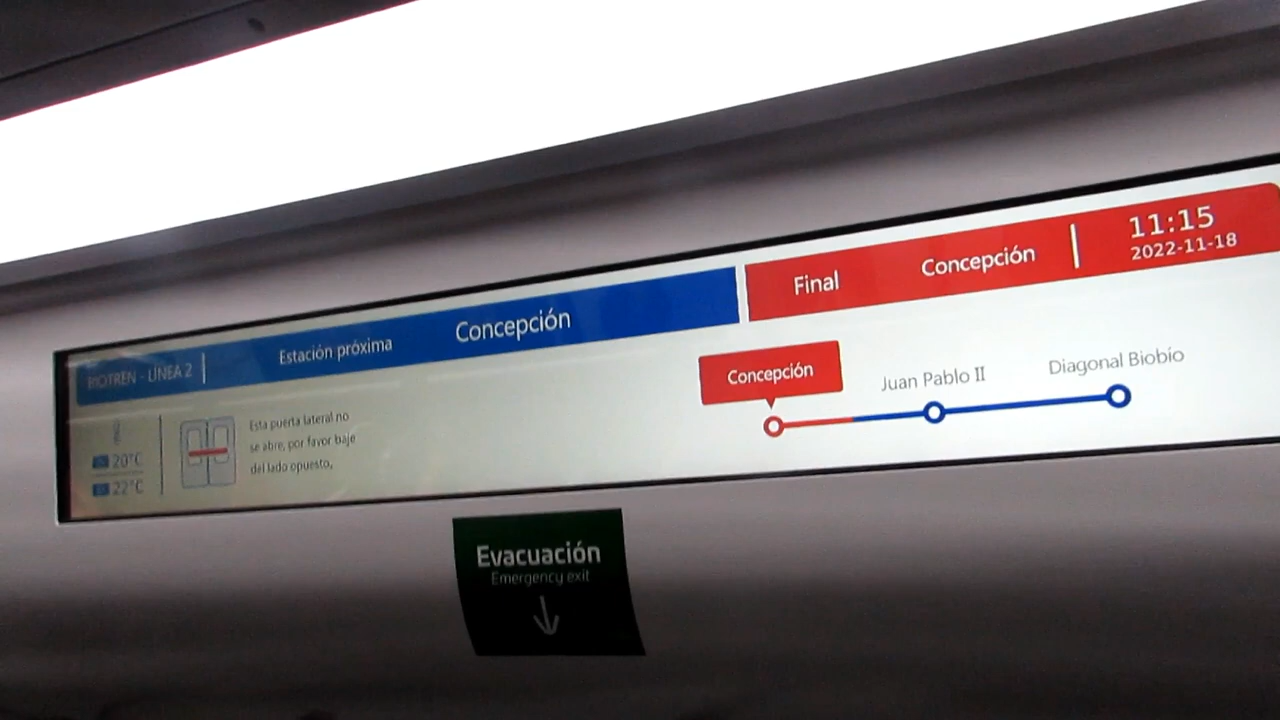 BIOTREN - LÍNEA 2
Estación próxima
Concepción
Final
Concepción
11:15
2022-11-18
20°C
22°C
Esta puerta lateral no
se abre, por favor baje
del lado opuesto.
Concepción
Juan Pablo II
Diagonal Biobío
Evacuación
Emergency exit